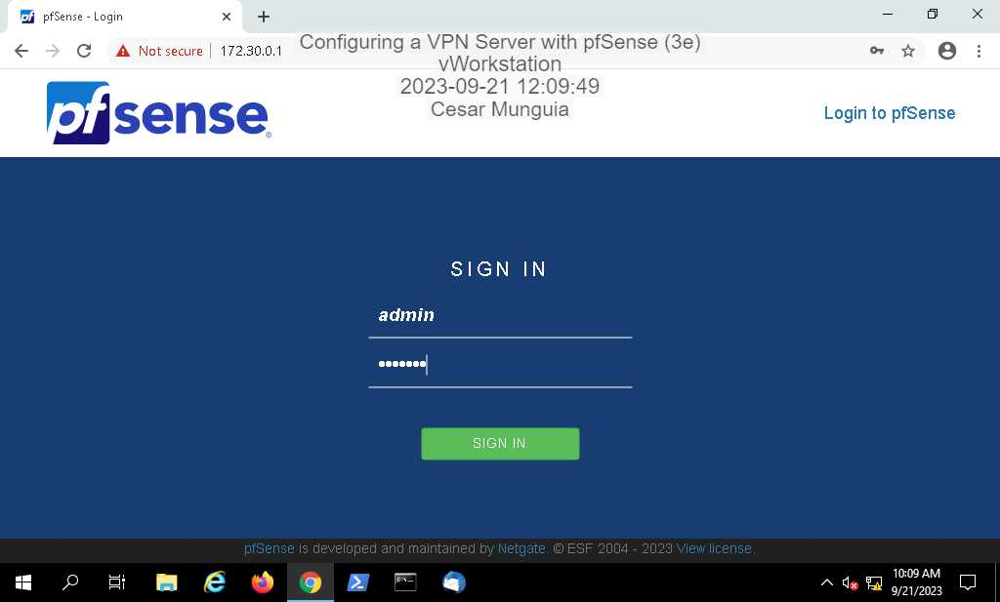 pfSense - Login
Not secure | 172.30.0.1
Configuring a VPN Server with pfSense (3e)
vWorkstation
2023-09-21 12:09:49
Cesar Munguia
pfsense
Login to pfSense
SIGN IN
admin
•••••••
SIGN IN
pfSense is developed and maintained by Netgate. © ESF 2004 - 2023 View license.
10:09 AM
9/21/2023